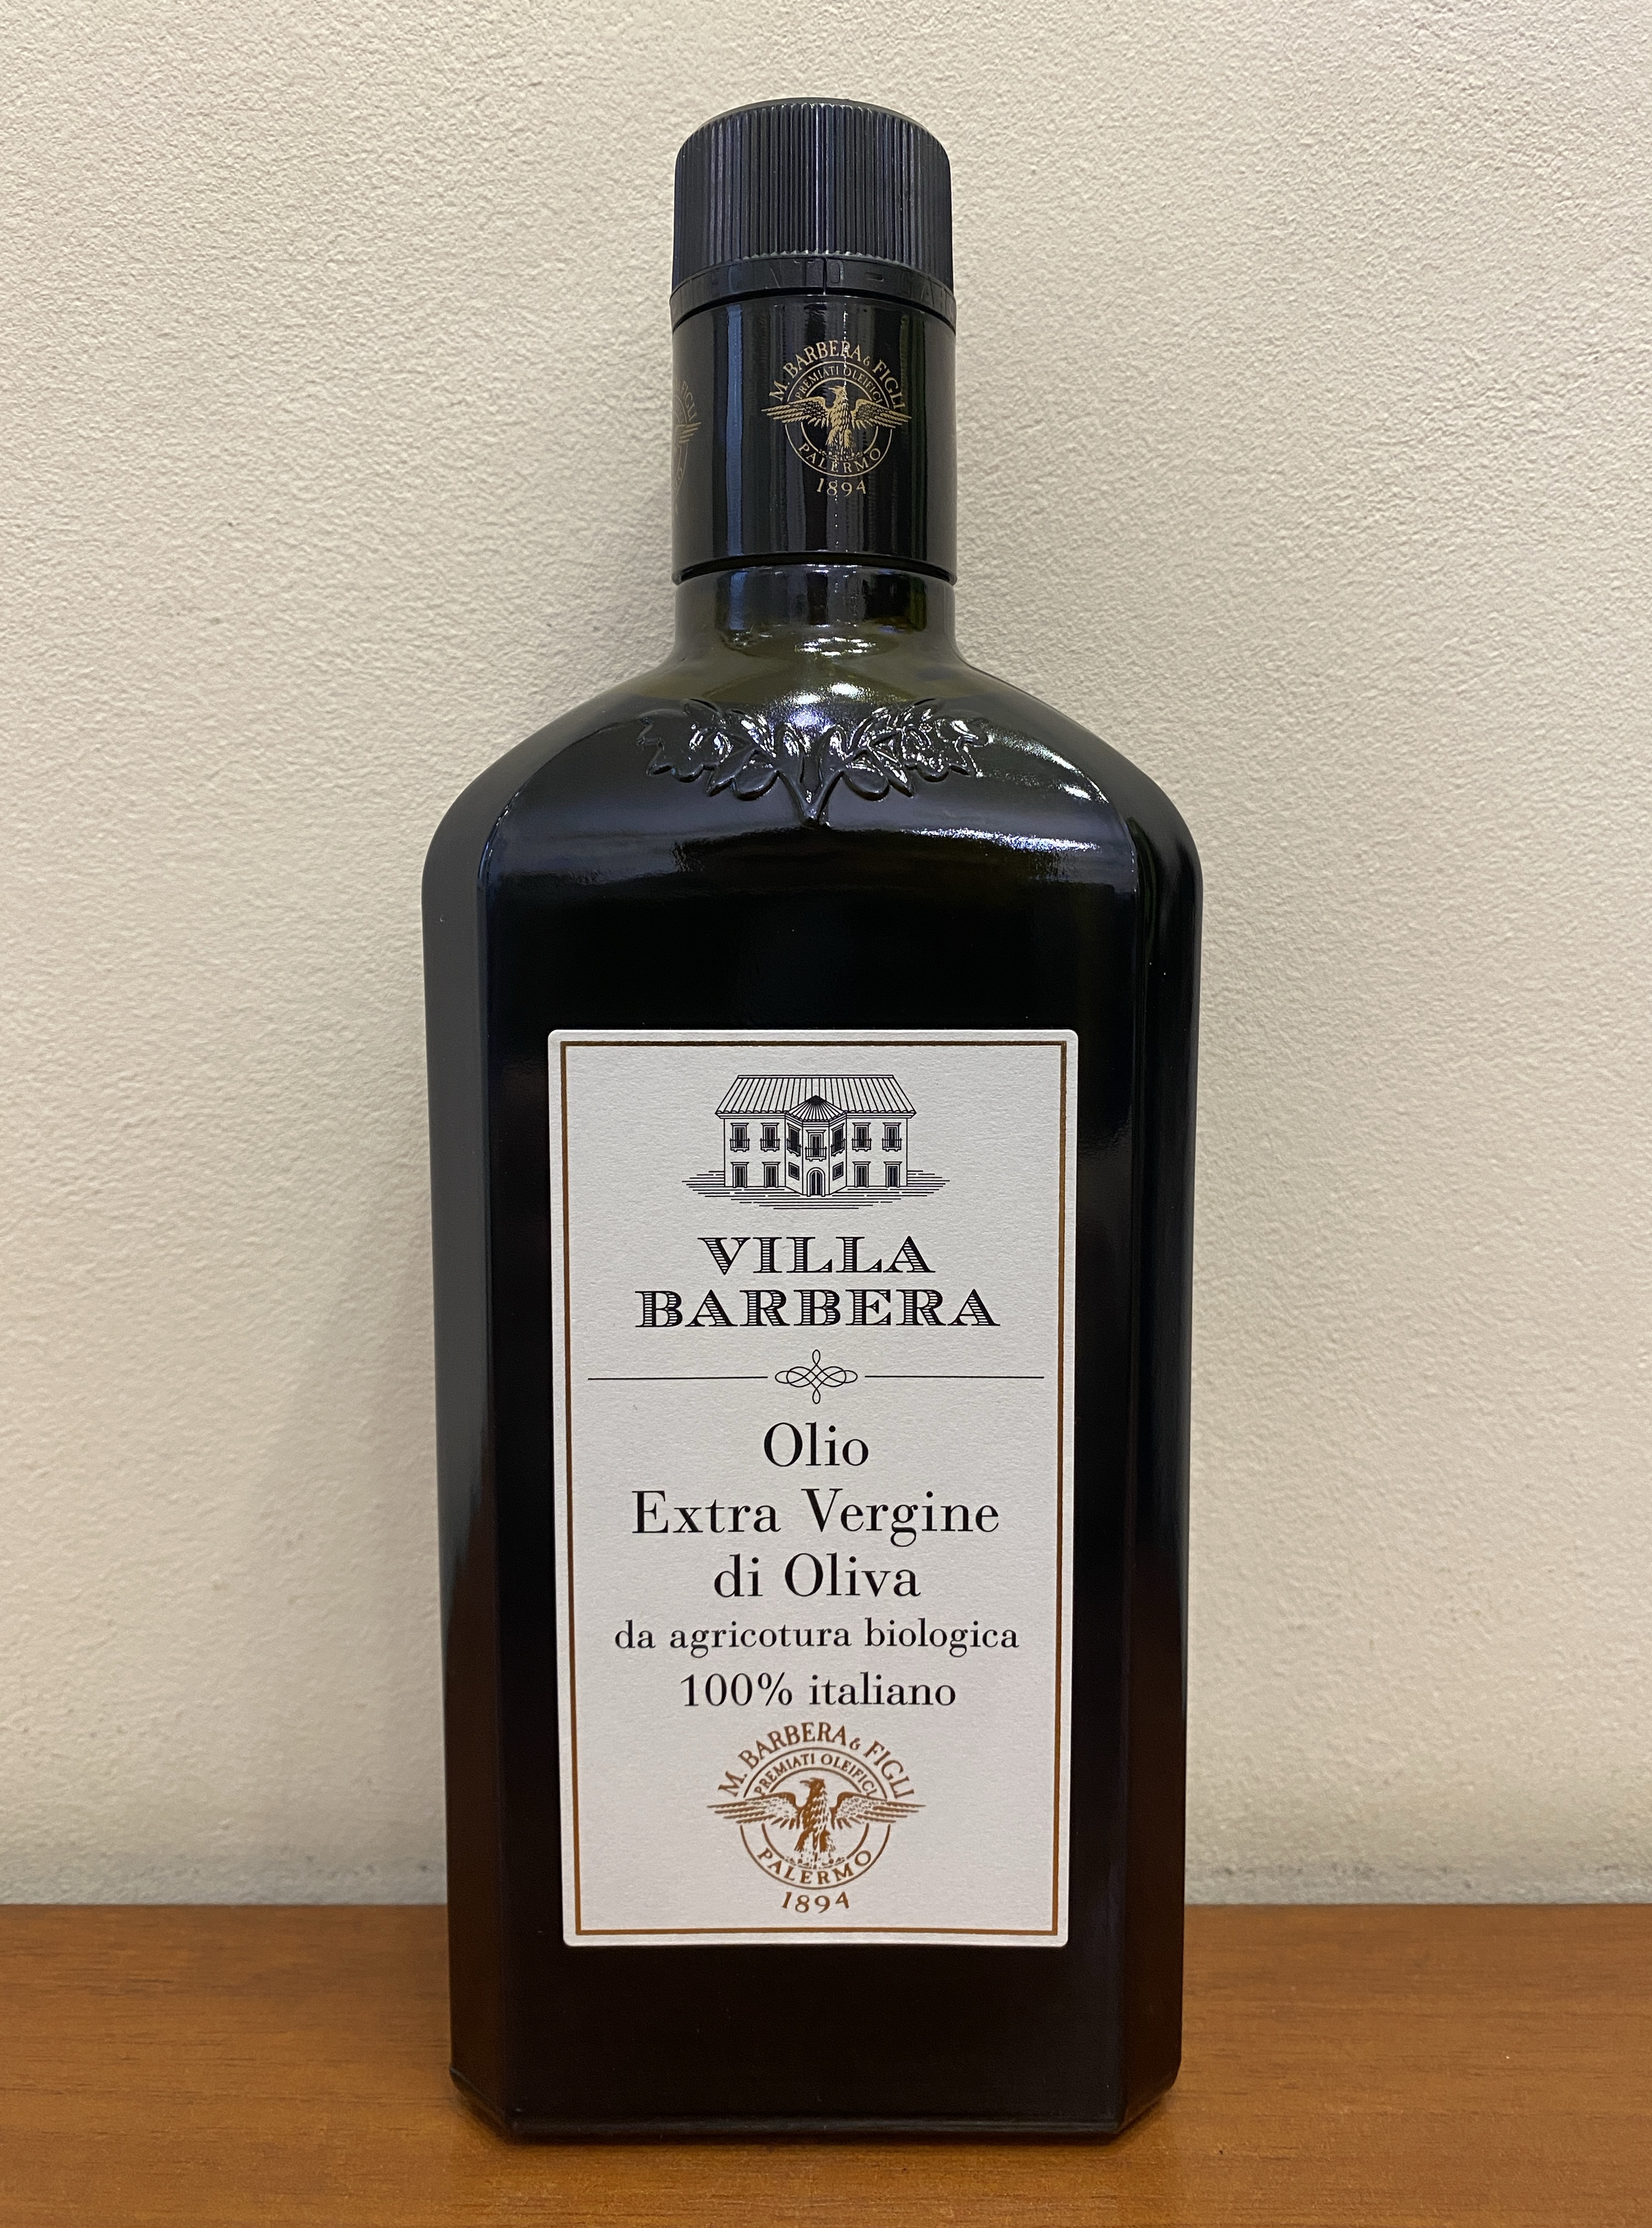 M. BARBERA & FIGLI
PREMIATI OLEIFICI
PALERMO
1894
VILLA
BARBERA
Olio
Extra Vergine
di Oliva
da agricotura biologica
100% italiano
M. BARBERA & FIGLI
PREMIATI OLEIFICI
PALERMO
1894